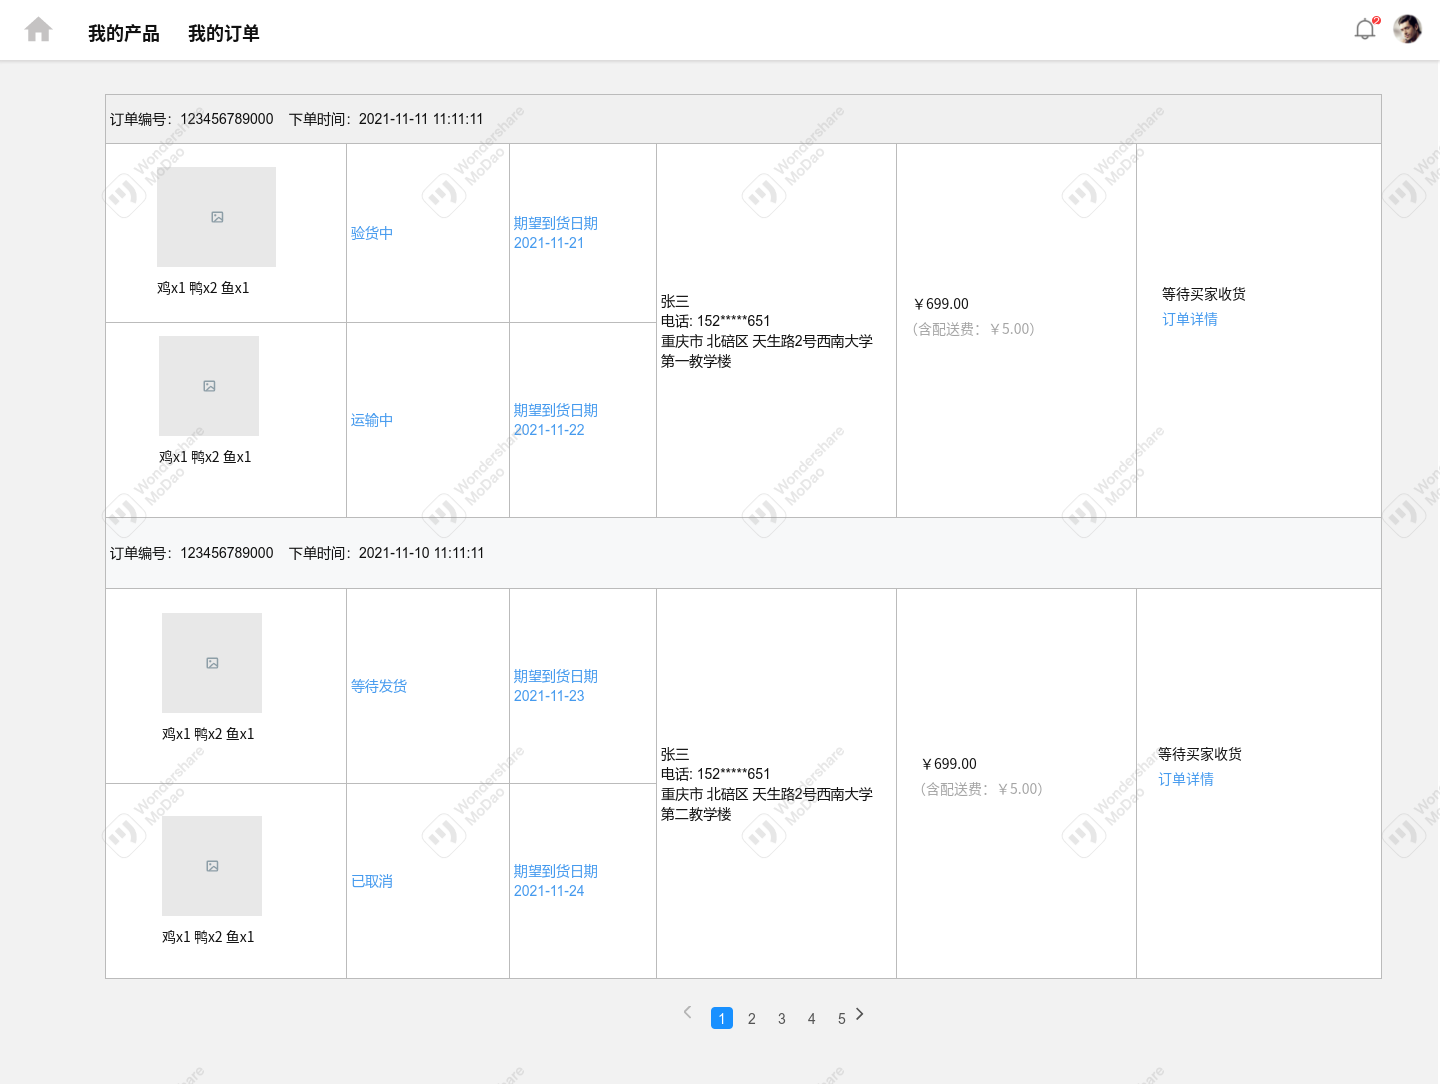 我的产品 我的订单
2
订单编号：123456789000 下单时间：2021-11-11 11:11:11
鸡x1 鸭x2 鱼x1
验货中
期望到货日期
2021-11-21
鸡x1 鸭x2 鱼x1
运输中
期望到货日期
2021-11-22
张三
电话: 152*****651
重庆市 北碚区 天生路2号西南大学
第一教学楼
￥699.00
（含配送费：￥5.00）
等待买家收货
订单详情
订单编号：123456789000 下单时间：2021-11-10 11:11:11
鸡x1 鸭x2 鱼x1
等待发货
期望到货日期
2021-11-23
鸡x1 鸭x2 鱼x1
已取消
期望到货日期
2021-11-24
张三
电话: 152*****651
重庆市 北碚区 天生路2号西南大学
第二教学楼
￥699.00
（含配送费：￥5.00）
等待买家收货
订单详情
1 2 3 4 5
Wondershare
MoDao